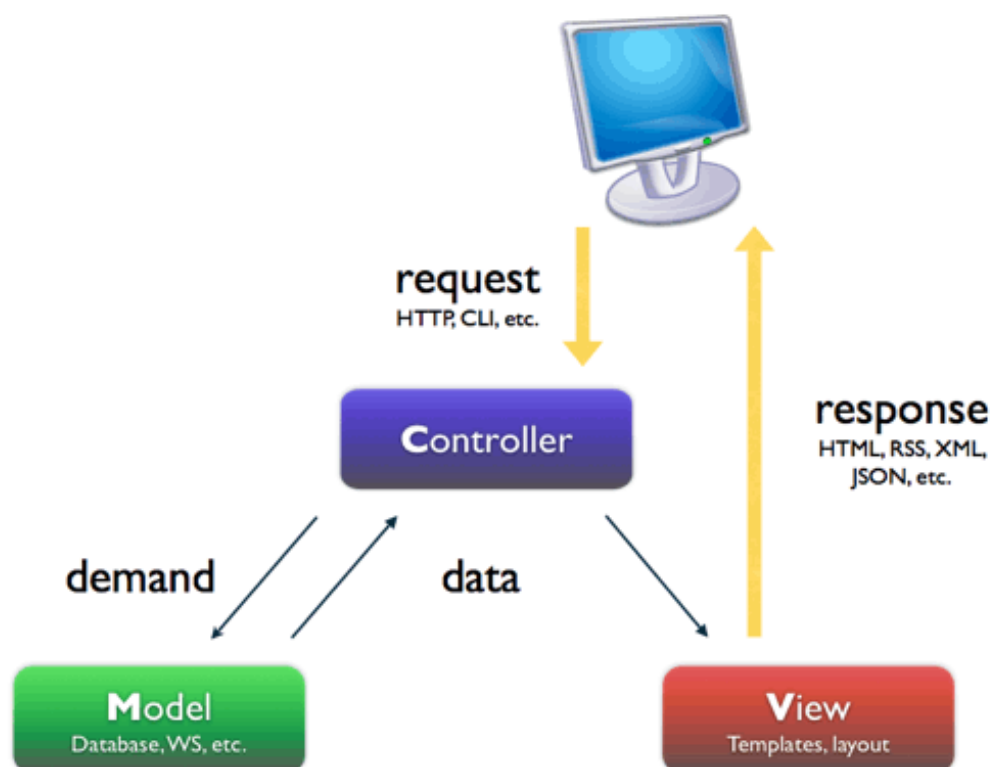 request
HTTP, CLI, etc.
Controller
response
HTML, RSS, XML,
JSON, etc.
demand
data
Model
Database, WS, etc.
View
Templates, layout